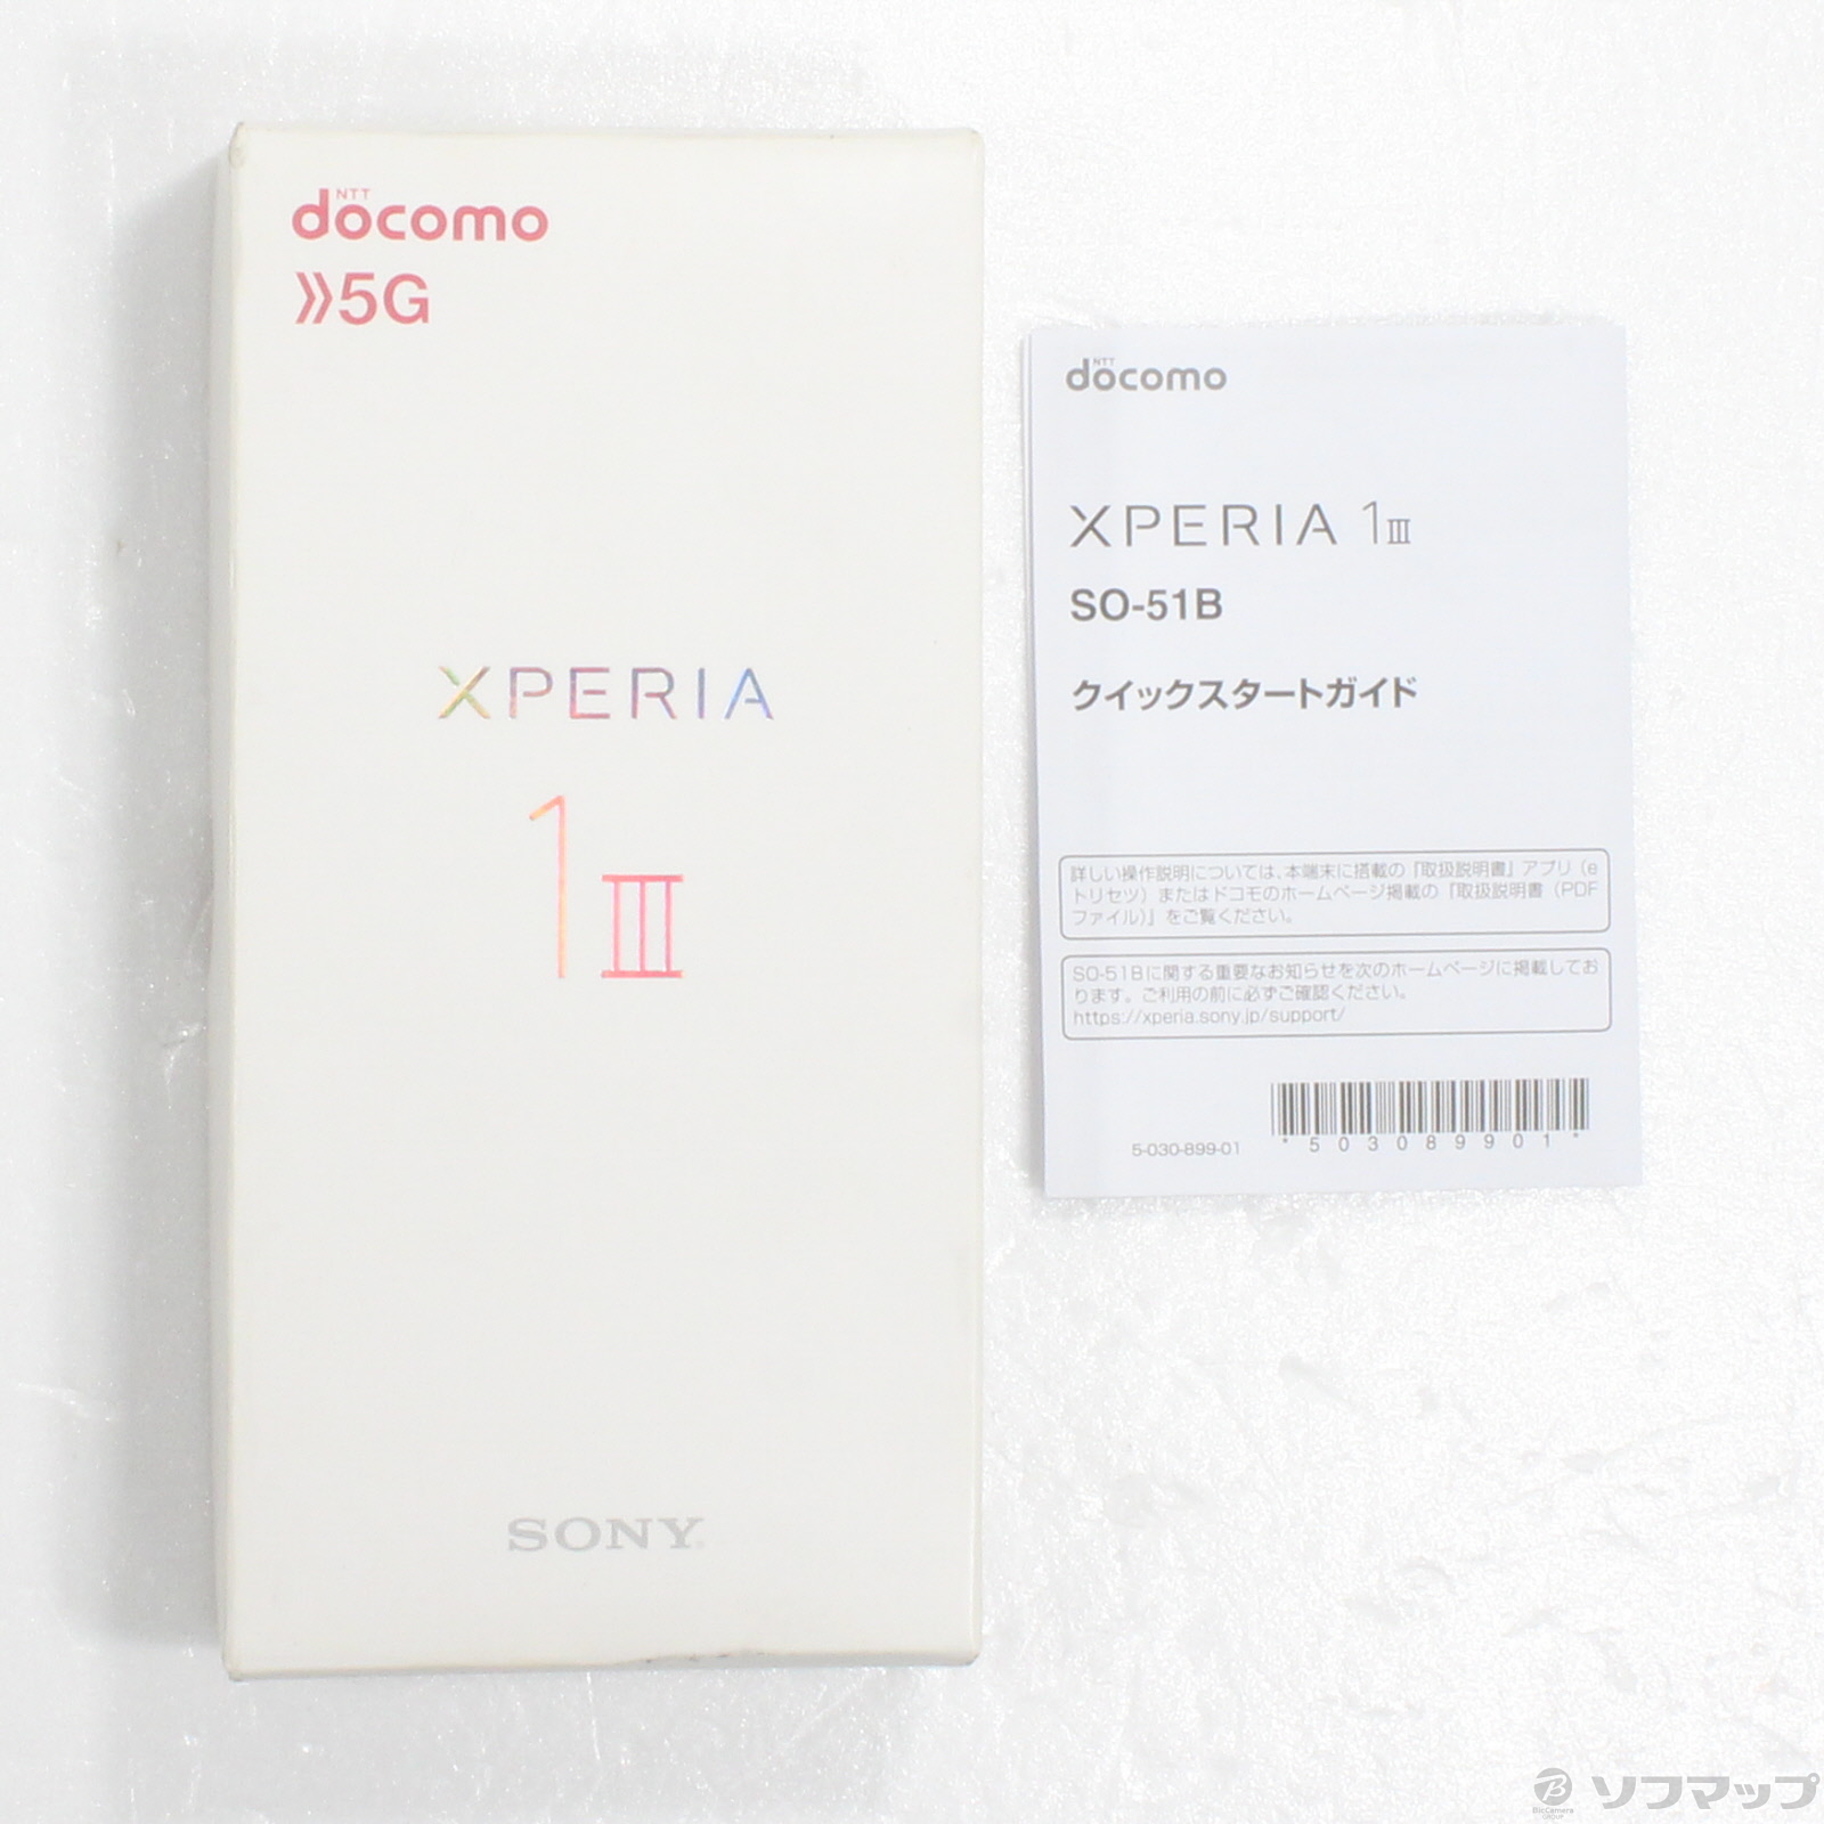 NTT
docomo
5G
XPERIA
1III
SONY
NTT
docomo
XPERIA 1III
SO-51B
クイックスタートガイド
詳しい操作説明については、本端末に搭載の『取扱説明書』アプリ（e
トリセツ）またはドコモのホームページ掲載の『取扱説明書（PDF
ファイル）』をご覧ください。
SO-51Bに関する重要なお知らせを次のホームページに掲載してお
ります。ご利用の前に必ずご確認ください。
https://xperia.sony.jp/support/
5-030-899-01
*503089901*
B
BicCamera
GROUP
ソフマップ